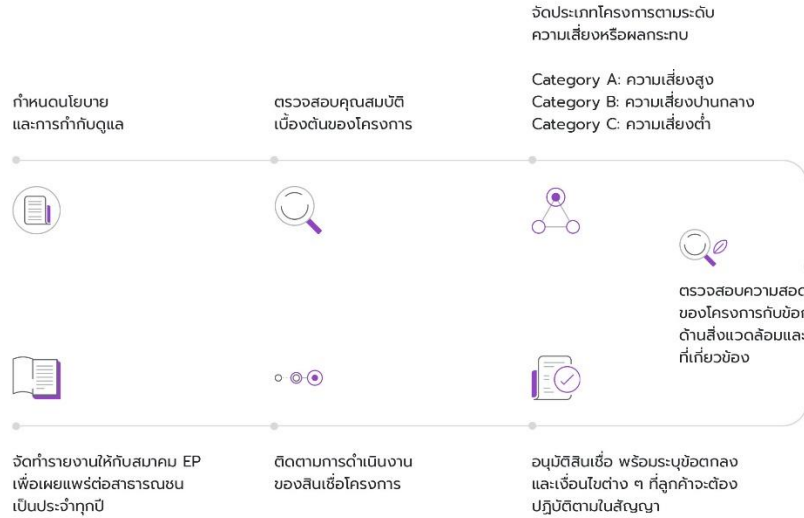 กำหนดนโยบาย
และการกำกับดูแล
ตรวจสอบคุณสมบัติ
เบื้องต้นของโครงการ
จัดประเภทโครงการตามระดับ
ความเสี่ยงหรือผลกระทบ
Category A: ความเสี่ยงสูง
Category B: ความเสี่ยงปานกลาง
Category C: ความเสี่ยงต่ำ
ตรวจสอบความสอด
ของโครงการกับข้อก
ด้านสิ่งแวดล้อมและ
ที่เกี่ยวข้อง
อนุมัติสินเชื่อ พร้อมระบุข้อตกลง
และเงื่อนไขต่าง ๆ ที่ลูกค้าจะต้อง
ปฏิบัติตามในสัญญา
ติดตามการดำเนินงาน
ของสินเชื่อโครงการ
จัดทำรายงานให้กับสมาคม EP
เพื่อเผยแพร่ต่อสาธารณชน
เป็นประจำทุกปี